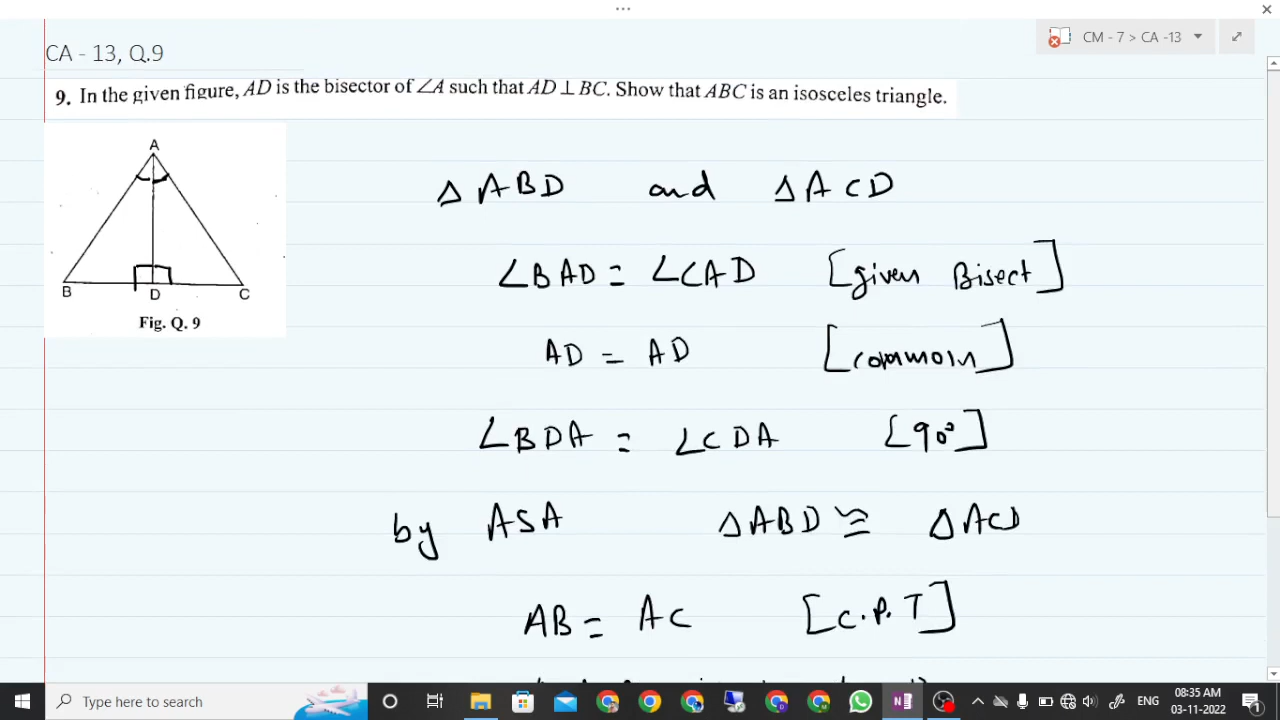 CM - 7 > CA -13
CA - 13, Q.9
9. In the given figure, AD is the bisector of ∠A such that AD ⊥ BC. Show that ABC is an isosceles triangle.
A
B
D
C
Fig. Q. 9
△ ABD and △ ACD
∠BAD = ∠CAD [given Bisect]
AD = AD [common]
∠BDA = ∠CDA [90°]
by ASA △ABD ≅ △ACD
AB = AC [C.P.T]
Type here to search
ENG
08:35 AM
03-11-2022
1